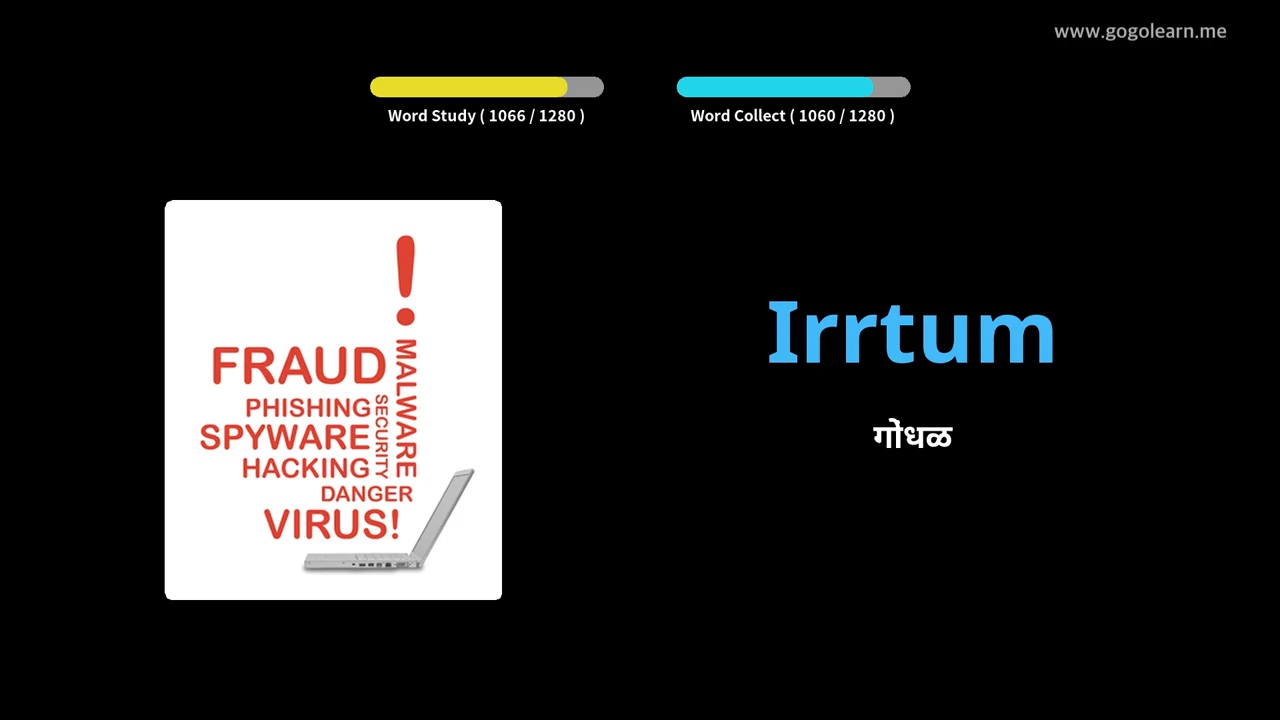 www.gogolearn.me
Word Study ( 1066 / 1280 )
Word Collect ( 1060 / 1280 )
!
FRAUD
MALWARE
PHISHING
SECURITY
SPYWARE
HACKING
DANGER
VIRUS!
Irrtum
गोंधळ